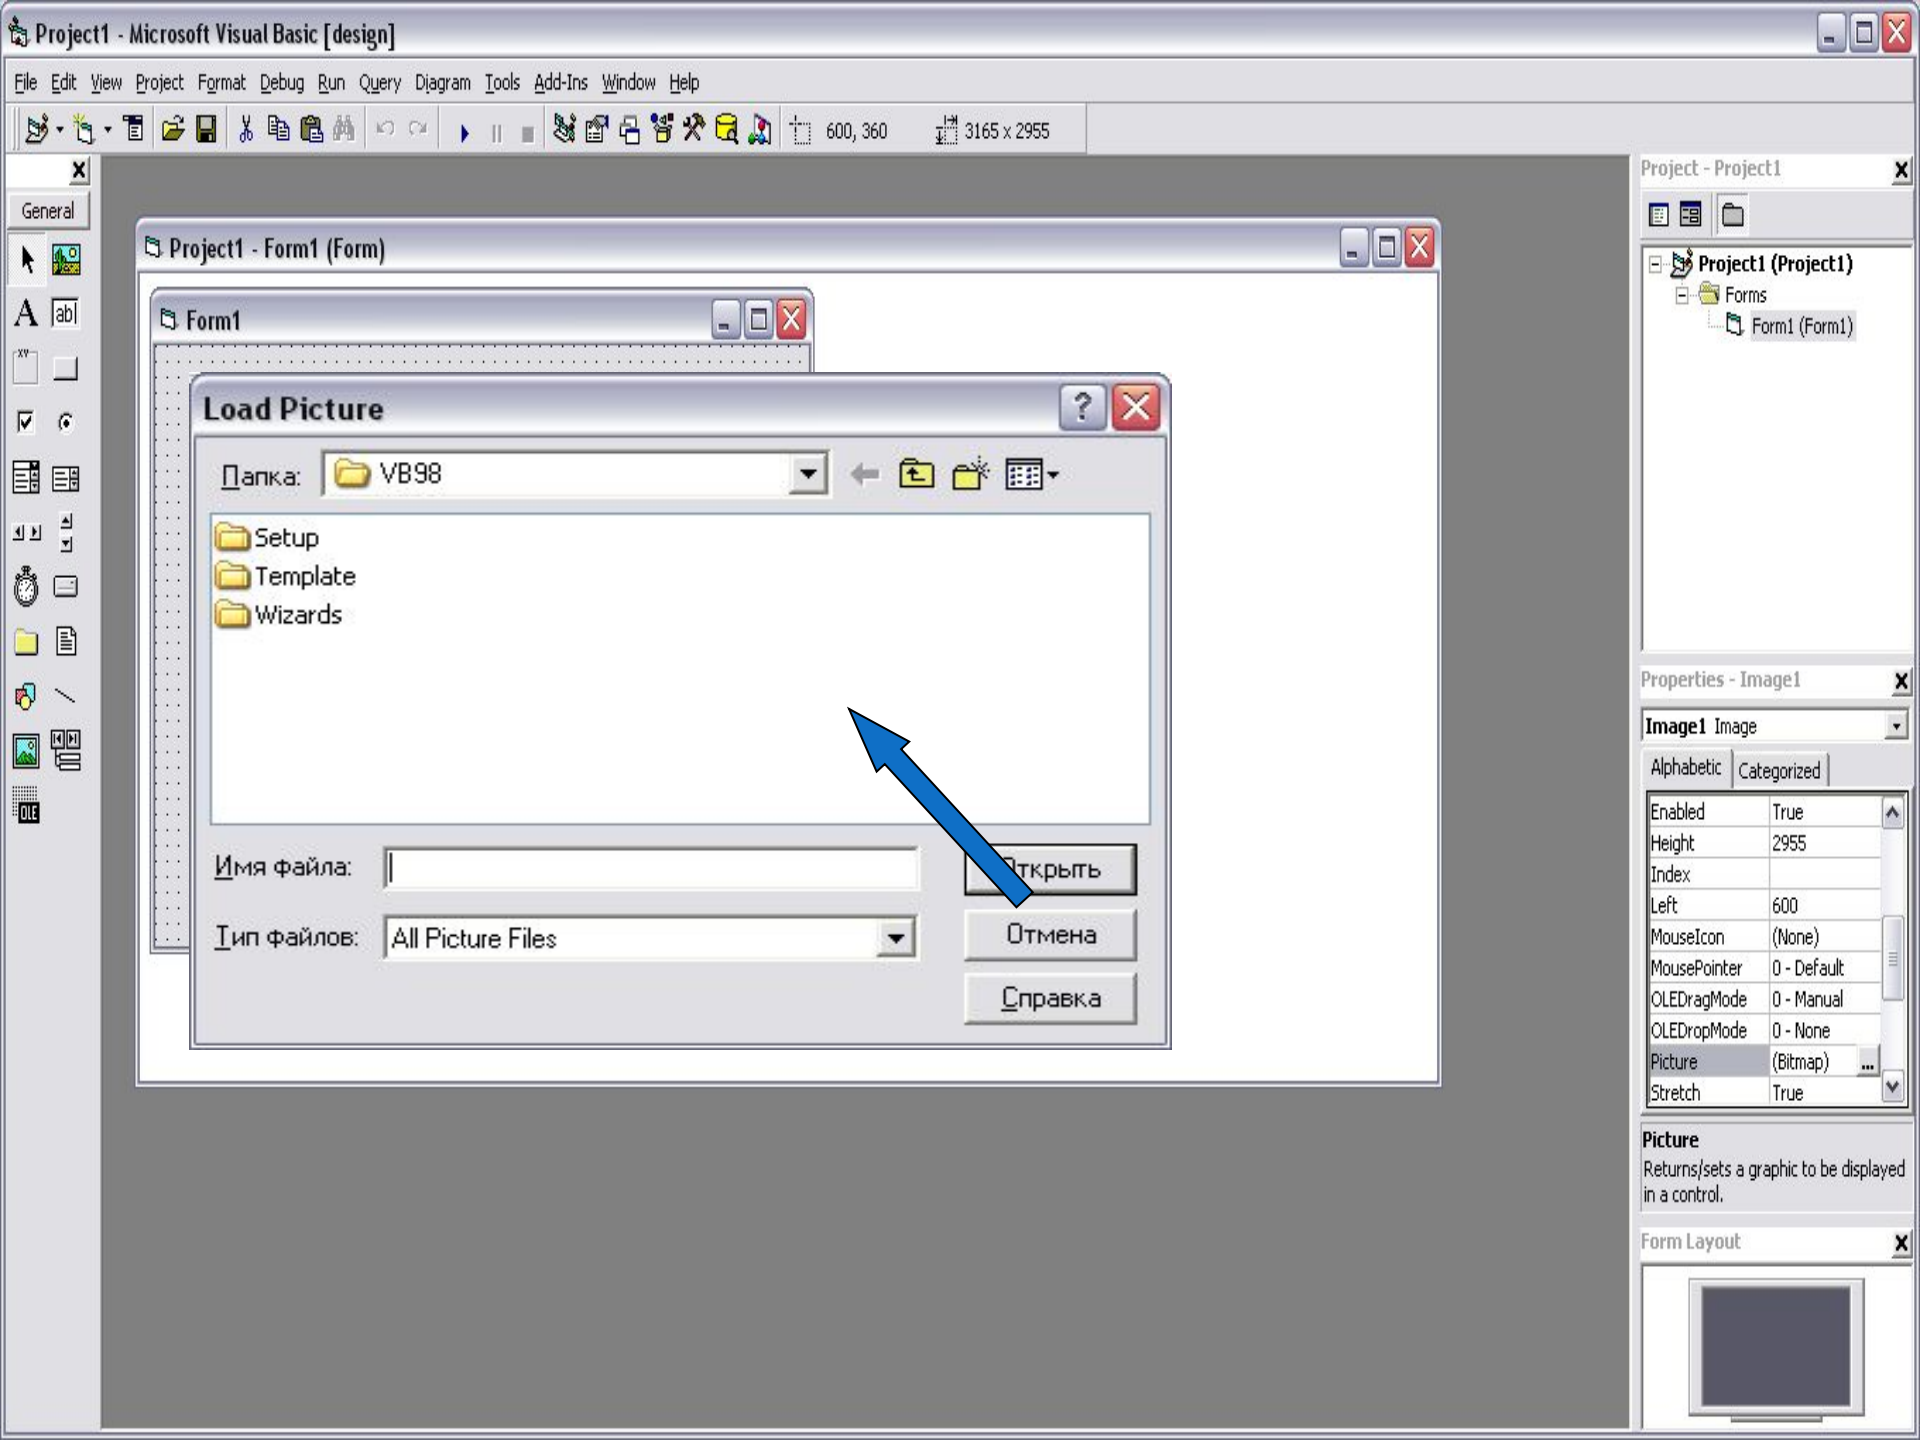 Project1 - Microsoft Visual Basic [design]
File Edit View Project Format Debug Run Query Diagram Tools Add-Ins Window Help
600, 360 3165 x 2955
General
A ab|
XY
OLE
Project1 - Form1 (Form)
Form1
Load Picture
Папка: VB98
Setup
Template
Wizards
Имя файла:
Открыть
Тип файлов: All Picture Files
Отмена
Справка
Project - Project1
Project1 (Project1)
Forms
Form1 (Form1)
Properties - Image1
Image1 Image
Alphabetic Categorized
Enabled True
Height 2955
Index
Left 600
MouseIcon (None)
MousePointer 0 - Default
OLEDragMode 0 - Manual
OLEDropMode 0 - None
Picture (Bitmap) ...
Stretch True
Picture
Returns/sets a graphic to be displayed
in a control.
Form Layout